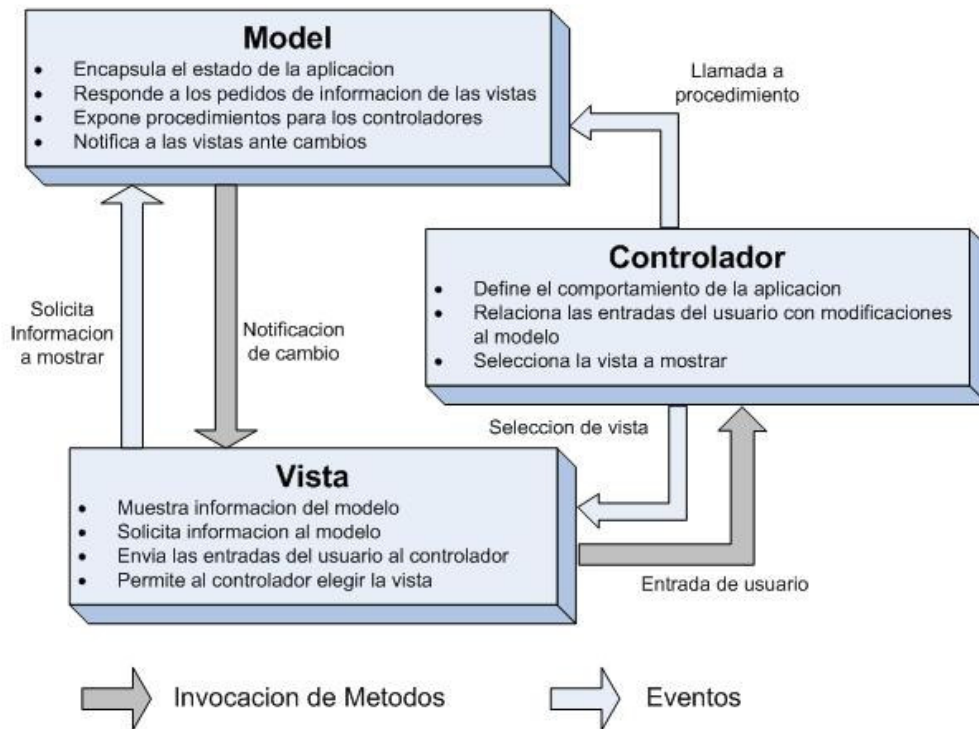 Model
• Encapsula el estado de la aplicacion
• Responde a los pedidos de informacion de las vistas
• Expone procedimientos para los controladores
• Notifica a las vistas ante cambios
Llamada a
procedimiento
Controlador
• Define el comportamiento de la aplicacion
• Relaciona las entradas del usuario con modificaciones
al modelo
• Selecciona la vista a mostrar
Solicita
Informacion
a mostrar
Notificacion
de cambio
Seleccion de vista
Vista
• Muestra informacion del modelo
• Solicita informacion al modelo
• Envia las entradas del usuario al controlador
• Permite al controlador elegir la vista
Entrada de usuario
Invocacion de Metodos
Eventos